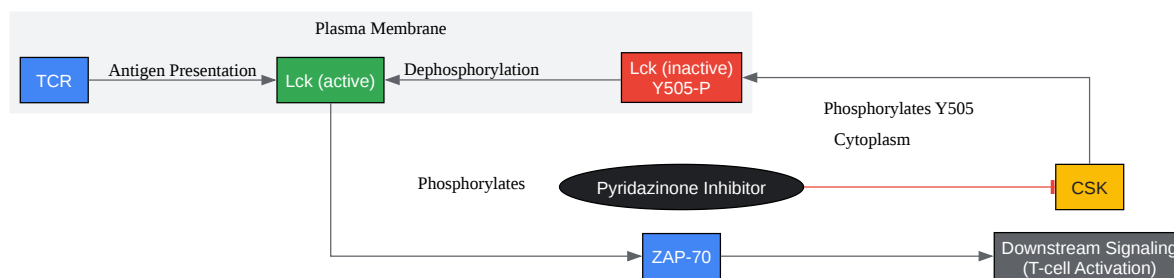 Plasma Membrane
TCR
Antigen Presentation
Lck (active)
Dephosphorylation
Lck (inactive)
Y505-P
Phosphorylates Y505
Cytoplasm
Phosphorylates
Pyridazinone Inhibitor
CSK
ZAP-70
Downstream Signaling
(T-cell Activation)